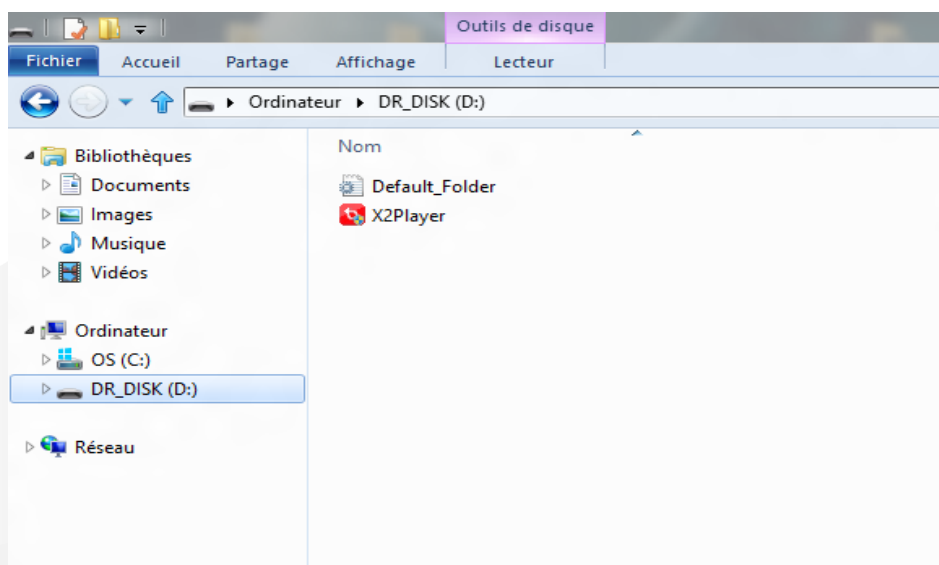 Outils de disque
Fichier Accueil Partage Affichage Lecteur
Ordinateur DR_DISK (D:)
Bibliothèques
Documents
Images
Musique
Vidéos
Ordinateur
OS (C:)
DR_DISK (D:)
Réseau
Nom
Default_Folder
X2Player